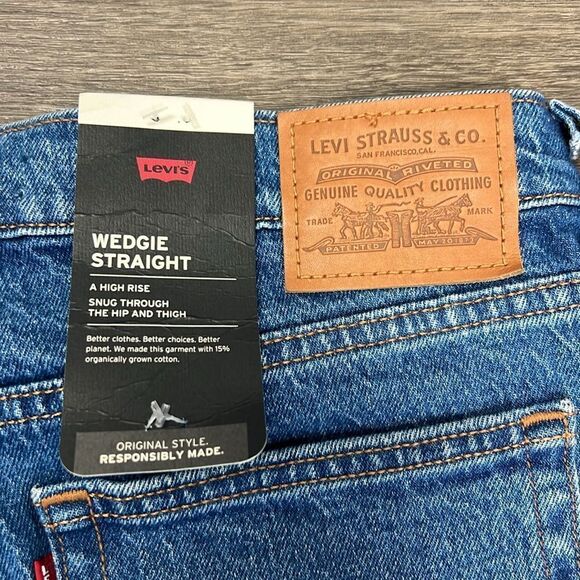 Levi's
WEDGIE
STRAIGHT
A HIGH RISE
SNUG THROUGH
THE HIP AND THIGH
Better clothes. Better choices. Better
planet. We made this garment with 15%
organically grown cotton.
ORIGINAL STYLE.
RESPONSIBLY MADE.
LEVI STRAUSS & CO.
SAN FRANCISCO, CAL.
ORIGINAL RIVETED
GENUINE QUALITY CLOTHING
TRADE MARK
PATENTED MAY 20 1873